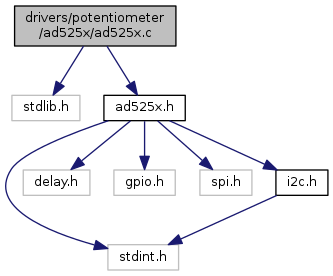 drivers/potentiometer
/ad525x/ad525x.c
stdlib.h
ad525x.h
delay.h
gpio.h
spi.h
i2c.h
stdint.h